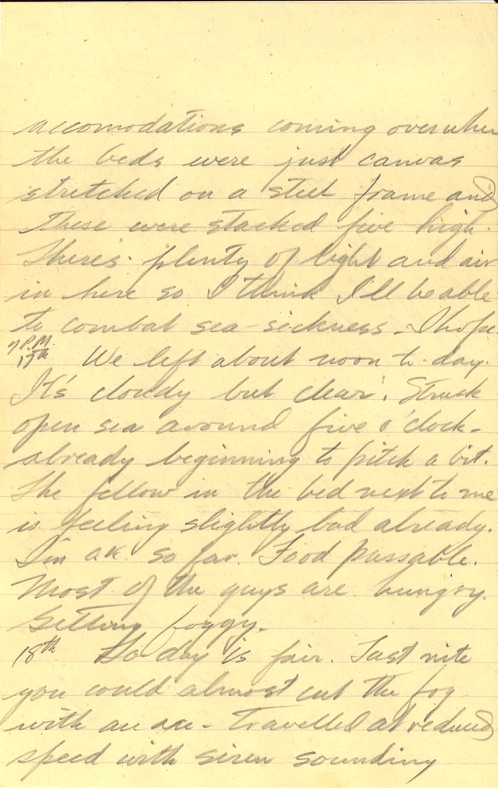 accomodations coming over when
the beds were just canvas
stretched on a steel frame and
these were stacked five high.
There's plenty of light and air
in here so I think I'll be able
to combat sea-sickness - I hope.
7 P.M.
17th We left about noon to-day.
It's cloudy but clear. Struck
open sea around five o'clock -
already beginning to pitch a bit.
The fellow in the bed next to me
is feeling slightly bad already.
I'm ok so far. Food passable.
Most of the guys are hungry.
Getting foggy.
18th To-day is fair. Last nite
you could almost cut the fog
with an axe - travelled at reduced
speed with siren sounding